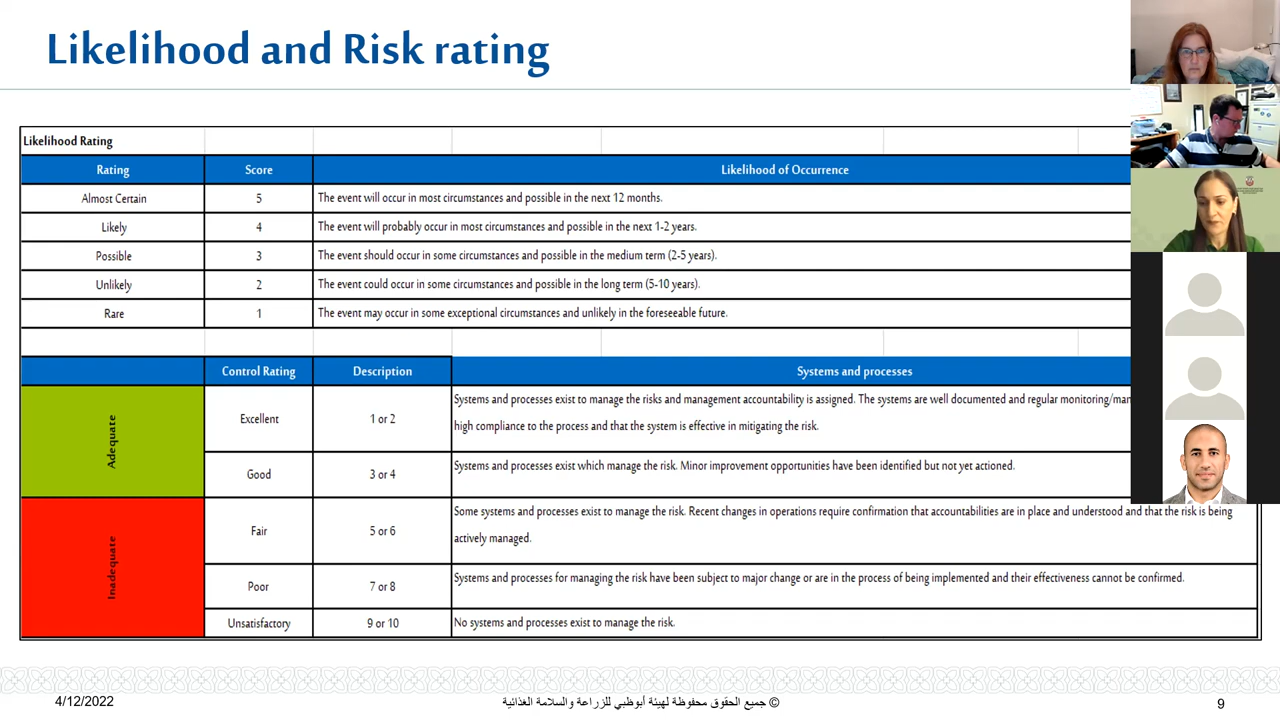 Likelihood and Risk rating
Likelihood Rating
Rating Score Likelihood of Occurrence
Almost Certain 5 The event will occur in most circumstances and possible in the next 12 months.
Likely 4 The event will probably occur in most circumstances and possible in the next 1-2 years.
Possible 3 The event should occur in some circumstances and possible in the medium term (2-5 years).
Unlikely 2 The event could occur in some circumstances and possible in the long term (5-10 years).
Rare 1 The event may occur in some exceptional circumstances and unlikely in the foreseeable future.
Control Rating Description Systems and processes
Adequate
Excellent 1 or 2 Systems and processes exist to manage the risks and management accountability is assigned. The systems are well documented and regular
high compliance to the process and that the system is effective in mitigating the risk.
Good 3 or 4 Systems and processes exist which manage the risk. Minor improvement opportunities have been identified but not yet actioned.
Inadequate
Fair 5 or 6 Some systems and processes exist to manage the risk. Recent changes in operations require confirmation that accountabilities are in place and understood and that the risk is being
actively managed.
Poor 7 or 8 Systems and processes for managing the risk have been subject to major change or are in the process of being implemented and their effectiveness cannot be confirmed.
Unsatisfactory 9 or 10 No systems and processes exist to manage the risk.
4/12/2022 © جميع الحقوق محفوظة لهيئة أبوظبي للزراعة والسلامة الغذائية 9